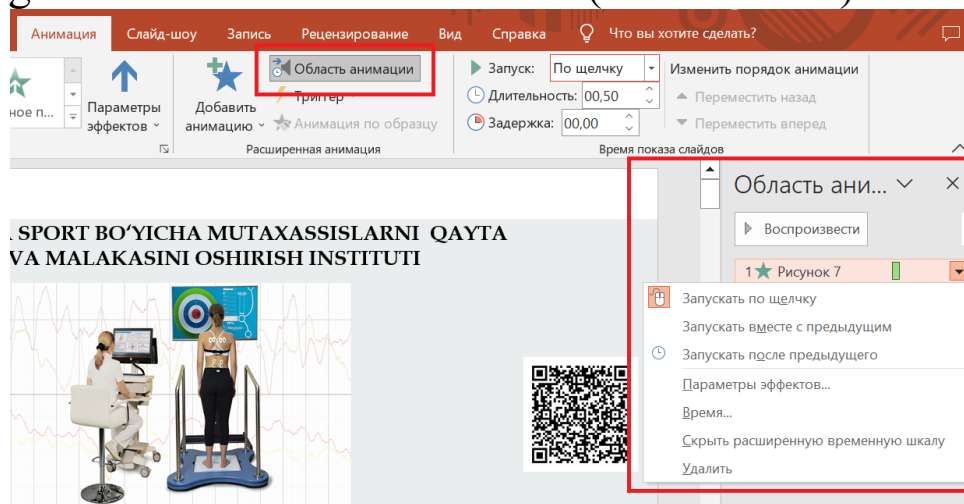 Анимация Слайд-шоу Запись Рецензирование Вид Справка Что вы хотите сделать?
Область анимации
Запуск: По щелчку
Изменить порядок анимации
ное п...
Параметры эффектов
Добавить анимацию
Триггер
Длительность: 00,50
Переместить назад
Анимация по образцу
Задержка: 00,00
Переместить вперед
Расширенная анимация
Время показа слайдов
Область ани...
Воспроизвести
SPORT BO‘YICHA MUTAXASSISLARNI QAYTA
VA MALAKASINI OSHIRISH INSTITUTI
1 Рисунок 7
Запускать по щелчку
Запускать вместе с предыдущим
Запускать после предыдущего
Параметры эффектов...
Время...
Скрыть расширенную временную шкалу
Удалить